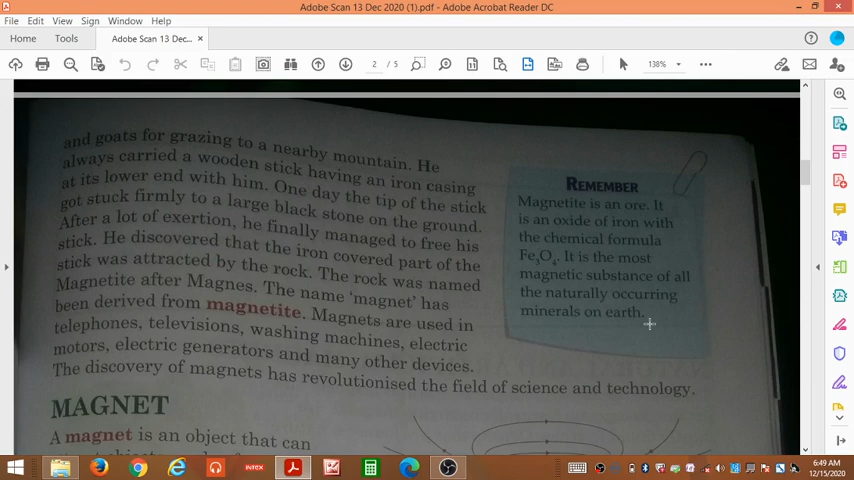 Adobe Scan 13 Dec 2020 (1).pdf - Adobe Acrobat Reader DC
File Edit View Sign Window Help
Home Tools Adobe Scan 13 Dec... ×
2 / 5 138%
and goats for grazing to a nearby mountain. He
always carried a wooden stick having an iron casing
at its lower end with him. One day the tip of the stick
got stuck firmly to a large black stone on the ground.
After a lot of exertion, he finally managed to free his
stick. He discovered that the iron covered part of the
stick was attracted by the rock. The rock was named
Magnetite after Magnes. The name 'magnet' has
been derived from magnetite. Magnets are used in
telephones, televisions, washing machines, electric
motors, electric generators and many other devices.
The discovery of magnets has revolutionised the field of science and technology.
REMEMBER
Magnetite is an ore. It
is an oxide of iron with
the chemical formula
Fe₃O₄. It is the most
magnetic substance of all
the naturally occurring
minerals on earth.
MAGNET
A magnet is an object that can
INTEX
6:49 AM
12/15/2020